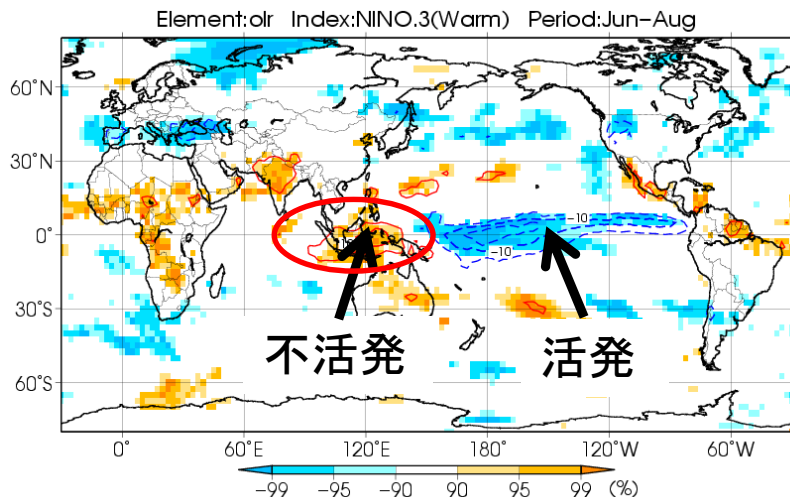 Element:olr Index:NINO.3(Warm) Period:Jun-Aug
60°N
30°N
0°
30°S
60°S
-10
-10
不活発
活発
0°
60°E
120°E
180°
120°W
60°W
-99 -95 -90 90 95 99 (%)